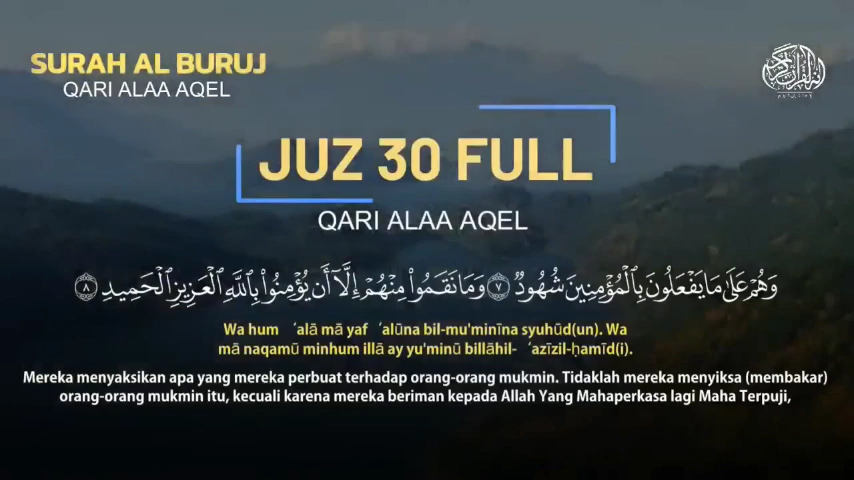 SURAH AL BURUJ
QARI ALAA AQEL
JUZ 30 FULL
QARI ALAA AQEL
وَهُمْ عَلَىٰ مَا يَفْعَلُونَ بِالْمُؤْمِنِينَ شُهُودٌ ۝٧ وَمَا نَقَمُوا۟ مِنْهُمْ إِلَّآ أَن يُؤْمِنُوا۟ بِاللَّهِ الْعَزِيزِ الْحَمِيدِ ۝٨
Wa hum ‘alā mā yaf ‘alūna bil-mu'minīna syuhūd(un). Wa
mā naqamū minhum illā ay yu'minū billāhil- ‘azīzil-ḥamīd(i).
Mereka menyaksikan apa yang mereka perbuat terhadap orang-orang mukmin. Tidaklah mereka menyiksa (membakar)
orang-orang mukmin itu, kecuali karena mereka beriman kepada Allah Yang Mahaperkasa lagi Maha Terpuji,